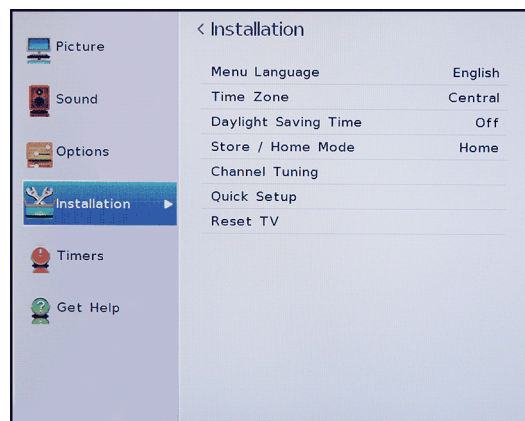 Picture
Sound
Options
Installation
Timers
Get Help
< Installation
Menu Language English
Time Zone Central
Daylight Saving Time Off
Store / Home Mode Home
Channel Tuning
Quick Setup
Reset TV